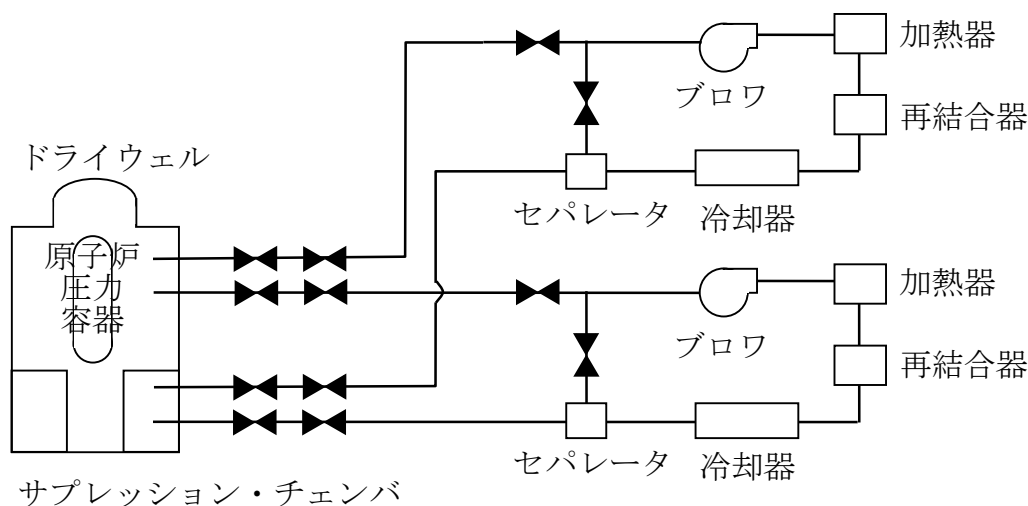 加熱器
ブロワ
再結合器
ドライウェル
セパレータ
冷却器
原子炉
圧力
容器
加熱器
ブロワ
再結合器
セパレータ
冷却器
サプレッション・チェンバ